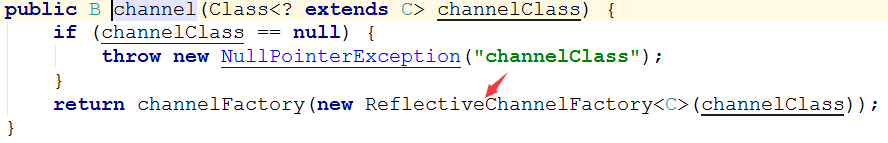 public B channel(Class<? extends C> channelClass) {
    if (channelClass == null) {
        throw new NullPointerException("channelClass");
    }
    return channelFactory(new ReflectiveChannelFactory<C>(channelClass));
}